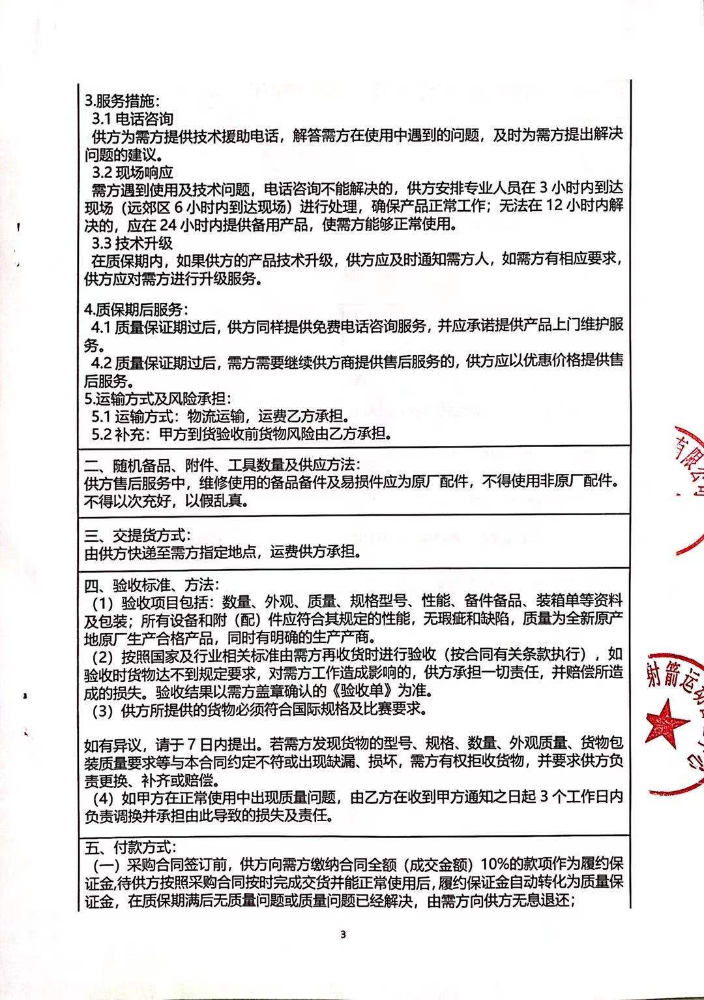 3.服务措施：
3.1 电话咨询
供方为需方提供技术援助电话，解答需方在使用中遇到的问题，及时为需方提出解决
问题的建议。
3.2 现场响应
需方遇到使用及技术问题，电话咨询不能解决的，供方安排专业人员在 3 小时内到达
现场（远郊区 6 小时内到达现场）进行处理，确保产品正常工作；无法在 12 小时内解
决的，应在 24 小时内提供备用产品，使需方能够正常使用。
3.3 技术升级
在质保期内，如果供方的产品技术升级，供方应及时通知需方人，如需方有相应要求，
供方应对需方进行升级服务。
4.质保期后服务：
4.1 质量保证期过后，供方同样提供免费电话咨询服务，并应承诺提供产品上门维护服
务。
4.2 质量保证期过后，需方需要继续供方商提供售后服务的，供方应以优惠价格提供售
后服务。
5.运输方式及风险承担：
5.1 运输方式：物流运输，运费乙方承担。
5.2 补充：甲方到货验收前货物风险由乙方承担。
二、随机备品、附件、工具数量及供应方法：
供方售后服务中，维修使用的备品备件及易损件应为原厂配件，不得使用非原厂配件。
不得以次充好，以假乱真。
三、交提货方式：
由供方快递至需方指定地点，运费供方承担。
四、验收标准、方法：
（1）验收项目包括：数量、外观、质量、规格型号、性能、备件备品、装箱单等资料
及包装；所有设备和附（配）件应符合其规定的性能，无瑕疵和缺陷，质量为全新原产
地原厂生产合格产品，同时有明确的生产产商。
（2）按照国家及行业相关标准由需方再收货时进行验收（按合同有关条款执行），如
验收时货物达不到规定要求，对需方工作造成影响的，供方承担一切责任，并赔偿所造
成的损失。验收结果以需方盖章确认的《验收单》为准。
（3）供方所提供的货物必须符合国际规格及比赛要求。
如有异议，请于 7 日内提出。若需方发现货物的型号、规格、数量、外观质量、货物包
装质量要求等与本合同约定不符或出现缺漏、损坏，需方有权拒收货物，并要求供方负
责更换、补齐或赔偿。
（4）如甲方在正常使用中出现质量问题，由乙方在收到甲方通知之日起 3 个工作日内
负责调换并承担由此导致的损失及责任。
五、付款方式：
（一）采购合同签订前，供方向需方缴纳合同全额（成交金额）10%的款项作为履约保
证金,待供方按照采购合同按时完成交货并能正常使用后,履约保证金自动转化为质量保
证金，在质保期满后无质量问题或质量问题已经解决，由需方向供方无息退还；
3
有限公司
射箭运动